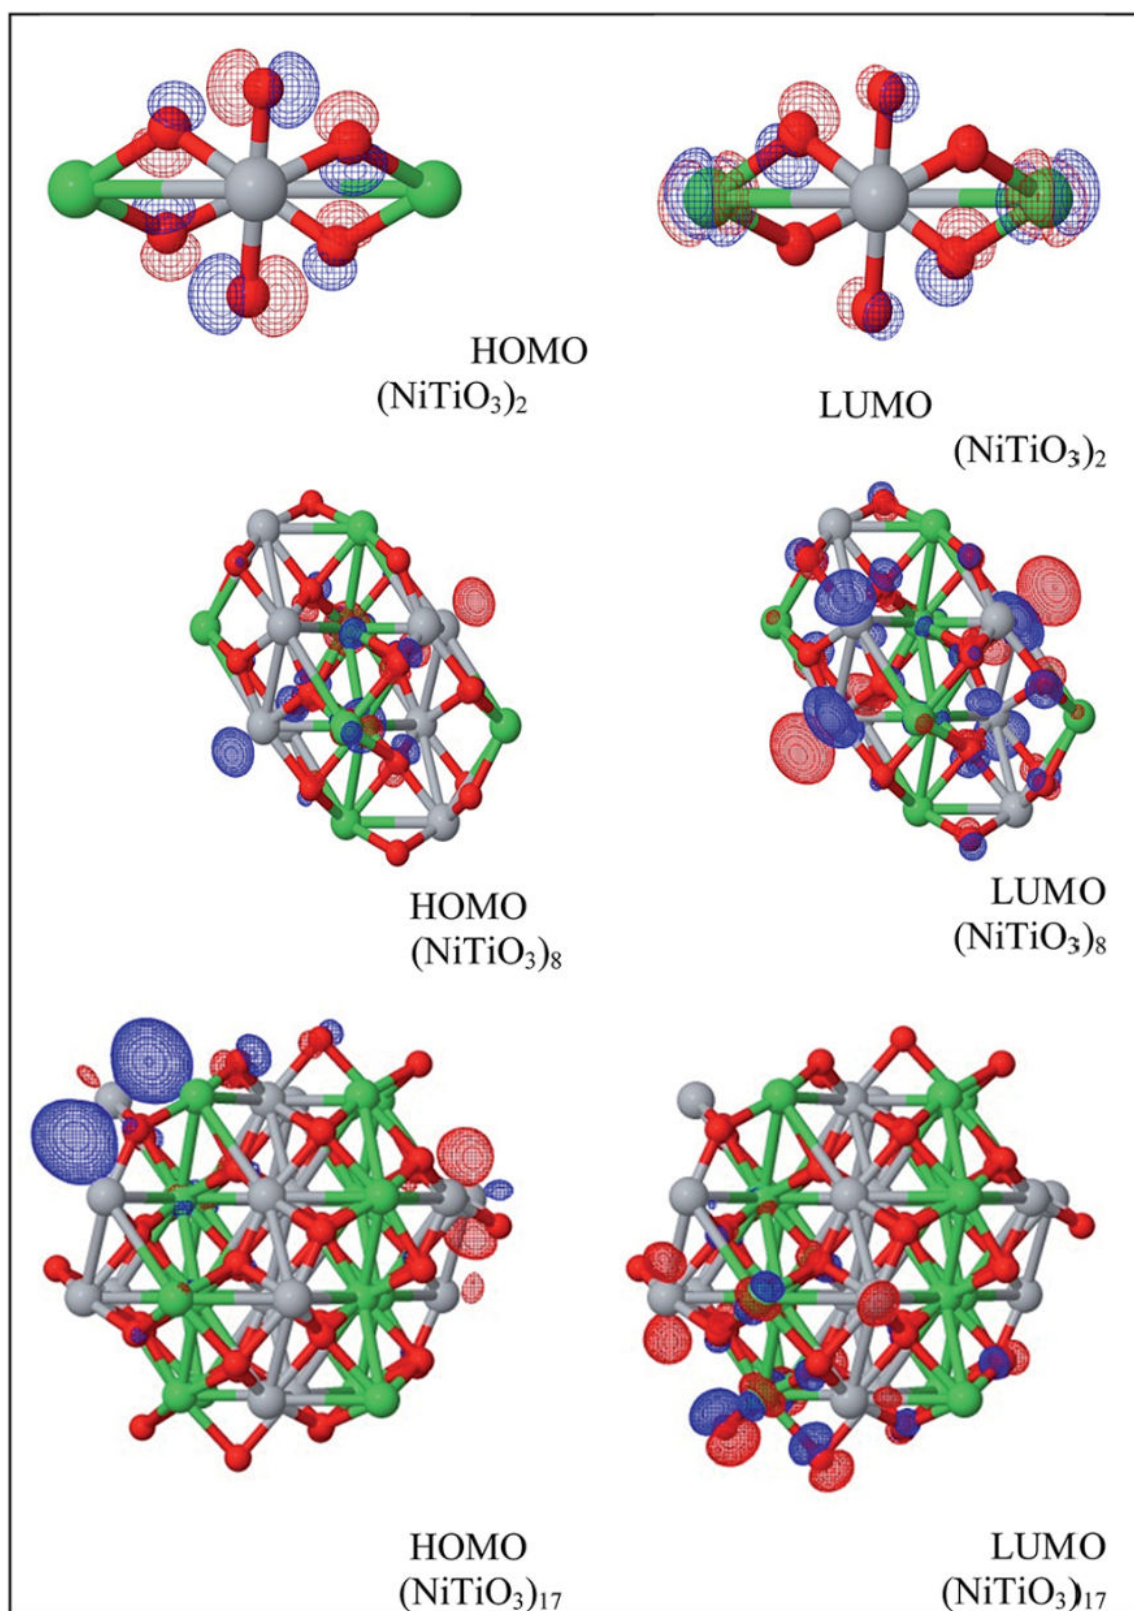 HOMO
(NiTiO₃)₂
LUMO
(NiTiO₃)₂
HOMO
(NiTiO₃)₈
LUMO
(NiTiO₃)₈
HOMO
(NiTiO₃)₁₇
LUMO
(NiTiO₃)₁₇